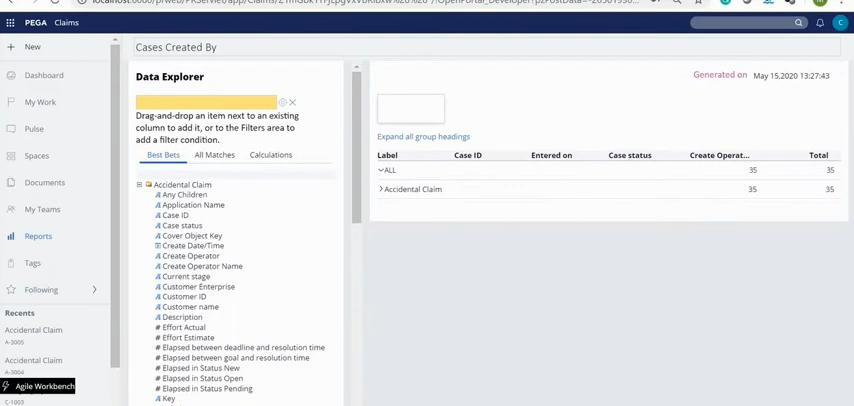 PEGA Claims
C
New
Dashboard
My Work
Pulse
Spaces
Documents
My Teams
Reports
Tags
Following
Recents
Accidental Claim
A-3005
Accidental Claim
A-3004
Agile Workbench
C-1003
Cases Created By
Data Explorer
Drag-and-drop an item next to an existing
column to add it, or to the Filters area to
add a filter condition.
Best Bets All Matches Calculations
Accidental Claim
Any Children
Application Name
Case ID
Case status
Cover Object Key
Create Date/Time
Create Operator
Create Operator Name
Current stage
Customer Enterprise
Customer ID
Customer name
Description
# Effort Actual
# Effort Estimate
# Elapsed between deadline and resolution time
# Elapsed between goal and resolution time
# Elapsed in Status New
# Elapsed in Status Open
# Elapsed in Status Pending
Key
Generated on May 15,2020 13:27:43
Expand all group headings
Label Case ID Entered on Case status Create Operat... Total
ALL 35 35
Accidental Claim 35 35